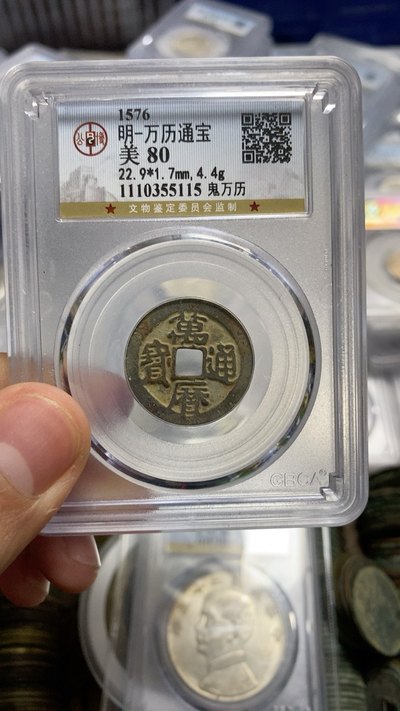 1576
明-万历通宝
美 80
22.9*1.7mm,4.4g
1110355115 鬼万历
★ 文物鉴定委员会监制 ★
萬曆通寶
GBCA®